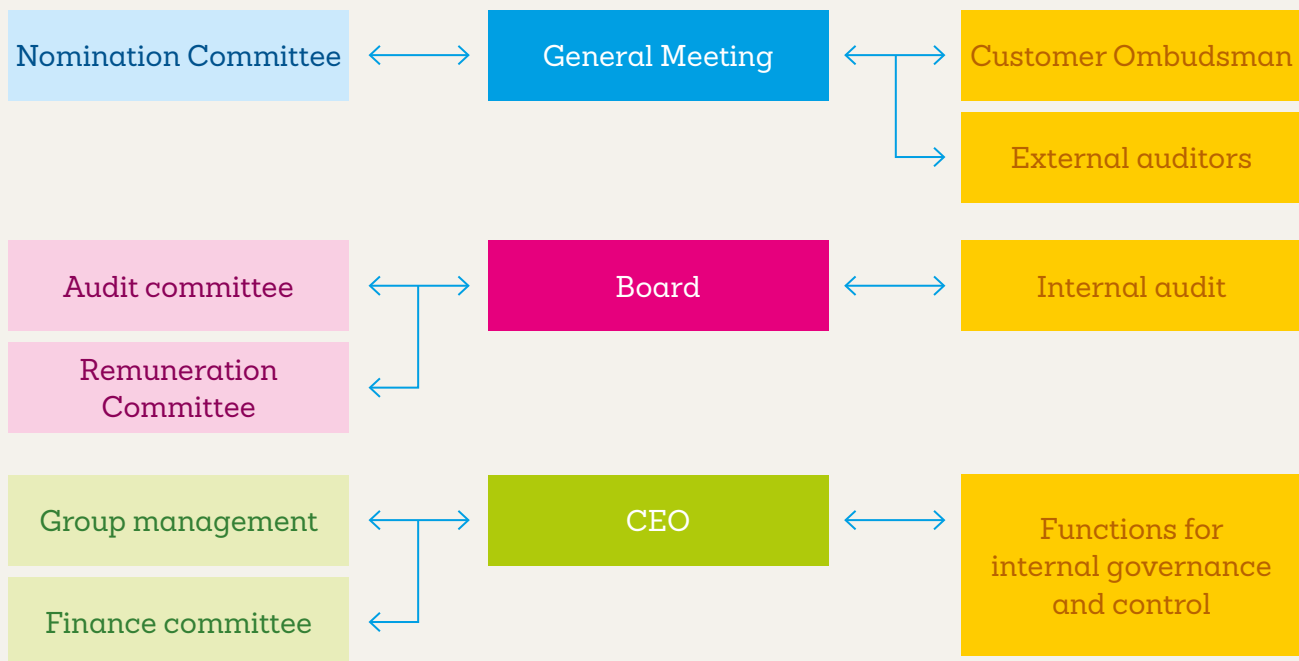 Nomination Committee
General Meeting
Customer Ombudsman
External auditors
Audit committee
Board
Internal audit
Remuneration
Committee
Group management
CEO
Functions for
internal governance
and control
Finance committee